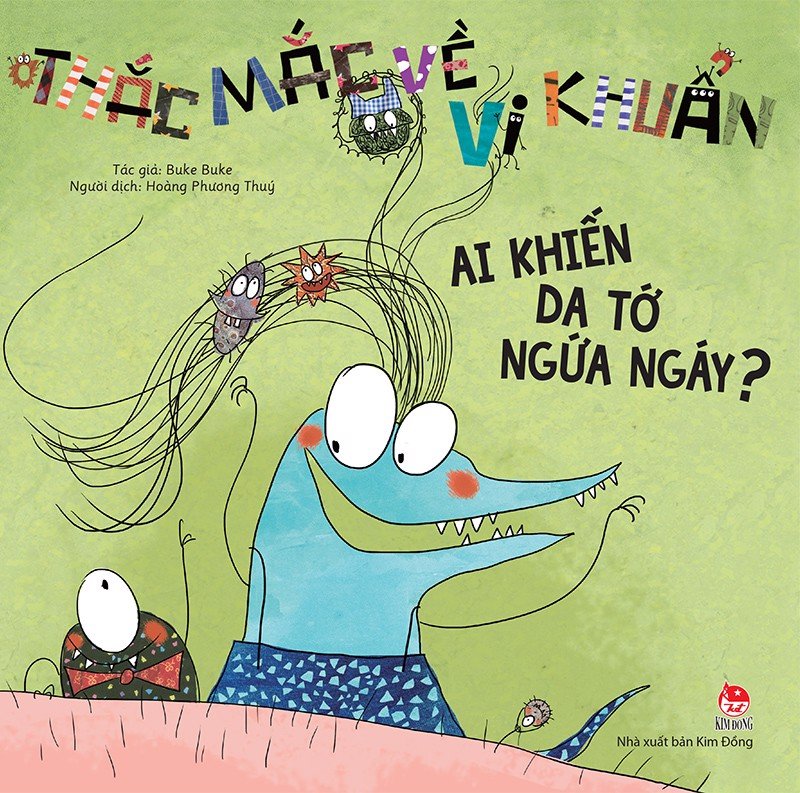 THẮC MẮC VỀ
VI KHUẨN
Tác giả: Buke Buke
Người dịch: Hoàng Phương Thuý
AI KHIẾN
DA TỚ
NGỨA NGÁY?
KIM ĐỒNG
Nhà xuất bản Kim Đồng